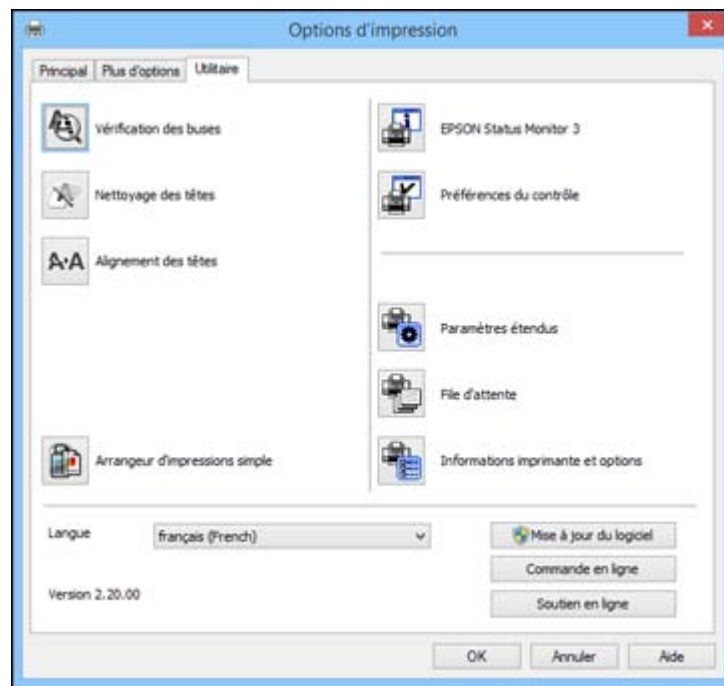 Options d'impression
Principal
Plus d'options
Utilitaire
Vérification des buses
Nettoyage des têtes
A·A
Alignement des têtes
Arrangeur d'impressions simple
EPSON Status Monitor 3
Préférences du contrôle
Paramètres étendus
File d'attente
Informations imprimante et options
Langue
français (French)
Version 2.20.00
Mise à jour du logiciel
Commande en ligne
Soutien en ligne
OK
Annuler
Aide